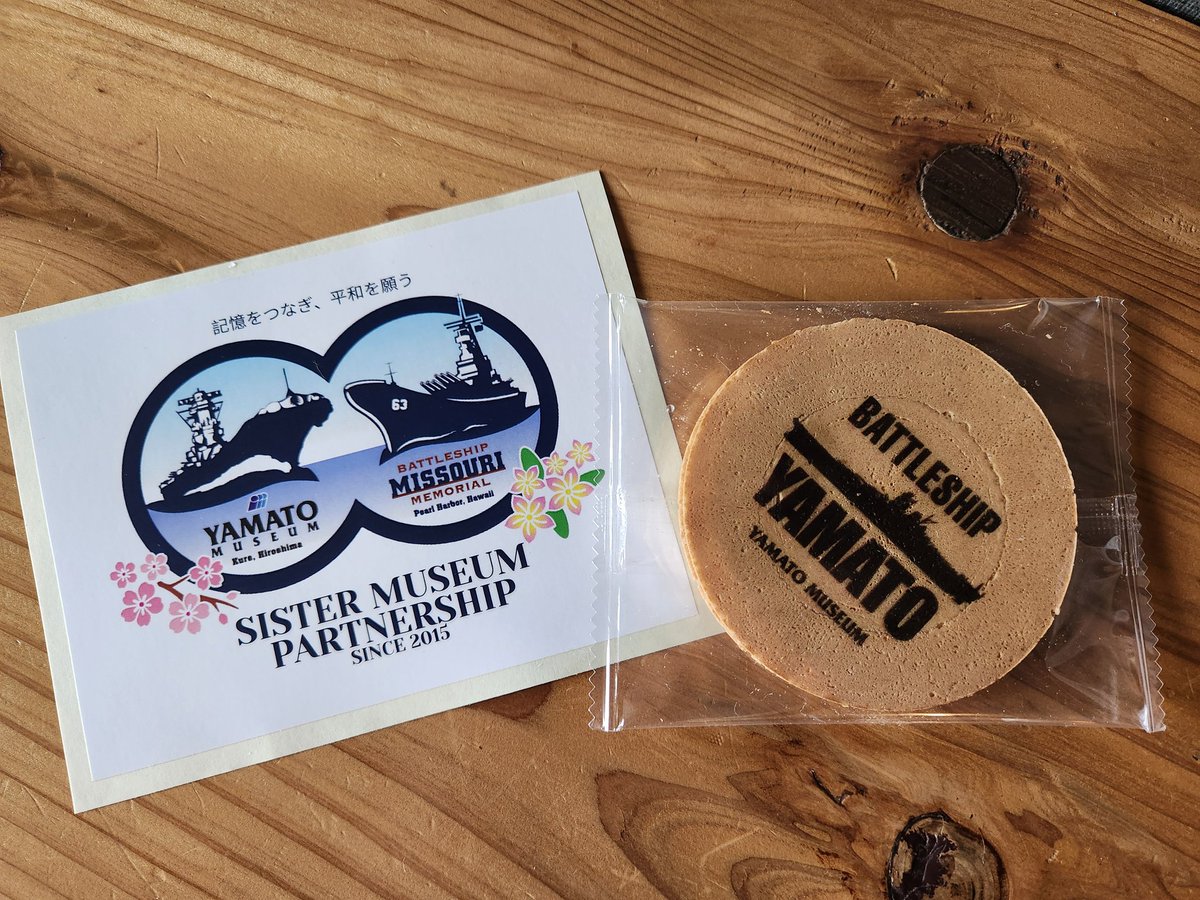 記憶をつなぎ、平和を願う
63
YAMATO
MUSEUM
Kure, Hiroshima
BATTLESHIP
MISSOURI
MEMORIAL
Pearl Harbor, Hawaii
SISTER MUSEUM
PARTNERSHIP
SINCE 2015
BATTLESHIP
YAMATO
YAMATO MUSEUM